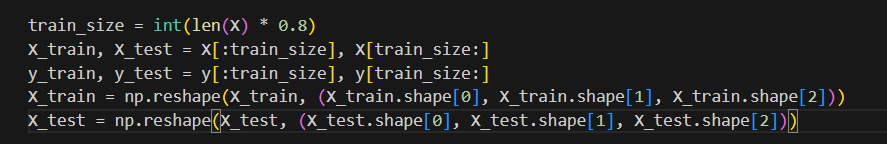 train_size = int(len(X) * 0.8)
X_train, X_test = X[:train_size], X[train_size:]
y_train, y_test = y[:train_size], y[train_size:]
X_train = np.reshape(X_train, (X_train.shape[0], X_train.shape[1], X_train.shape[2]))
X_test = np.reshape(X_test, (X_test.shape[0], X_test.shape[1], X_test.shape[2]))